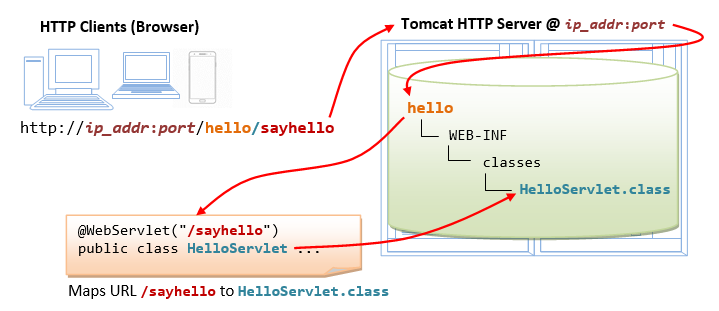 HTTP Clients (Browser)
Tomcat HTTP Server @ ip_addr:port
http://ip_addr:port/hello/sayhello
hello
WEB-INF
classes
HelloServlet.class
@WebServlet("/sayhello")
public class HelloServlet ...
Maps URL /sayhello to HelloServlet.class